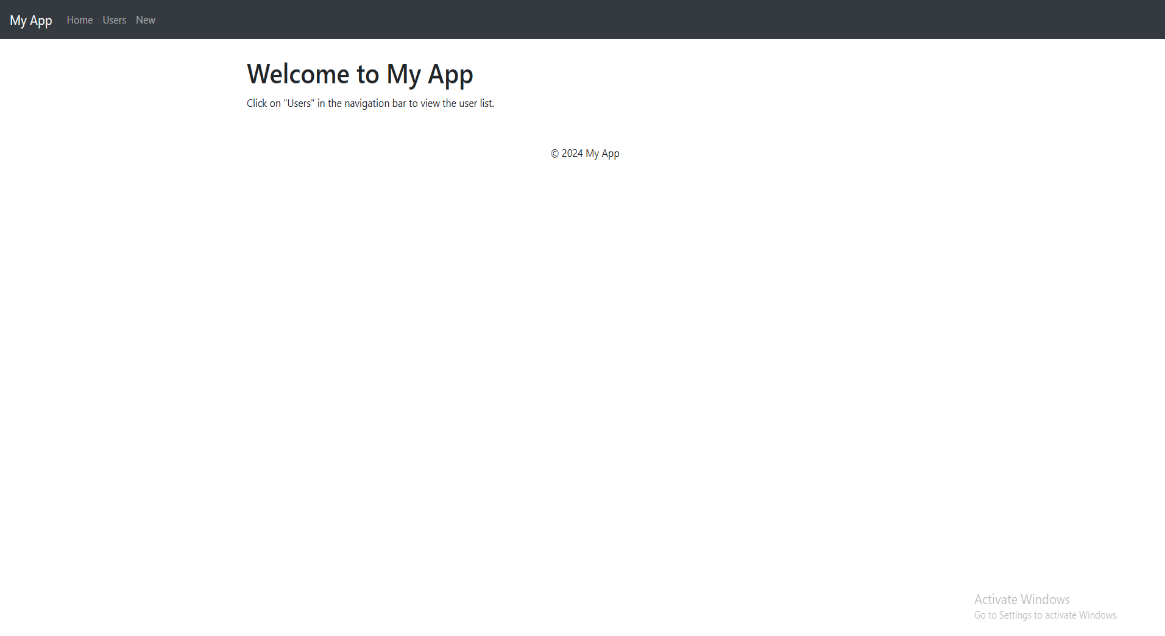 My App Home Users New
Welcome to My App
Click on "Users" in the navigation bar to view the user list.
© 2024 My App
Activate Windows
Go to Settings to activate Windows.